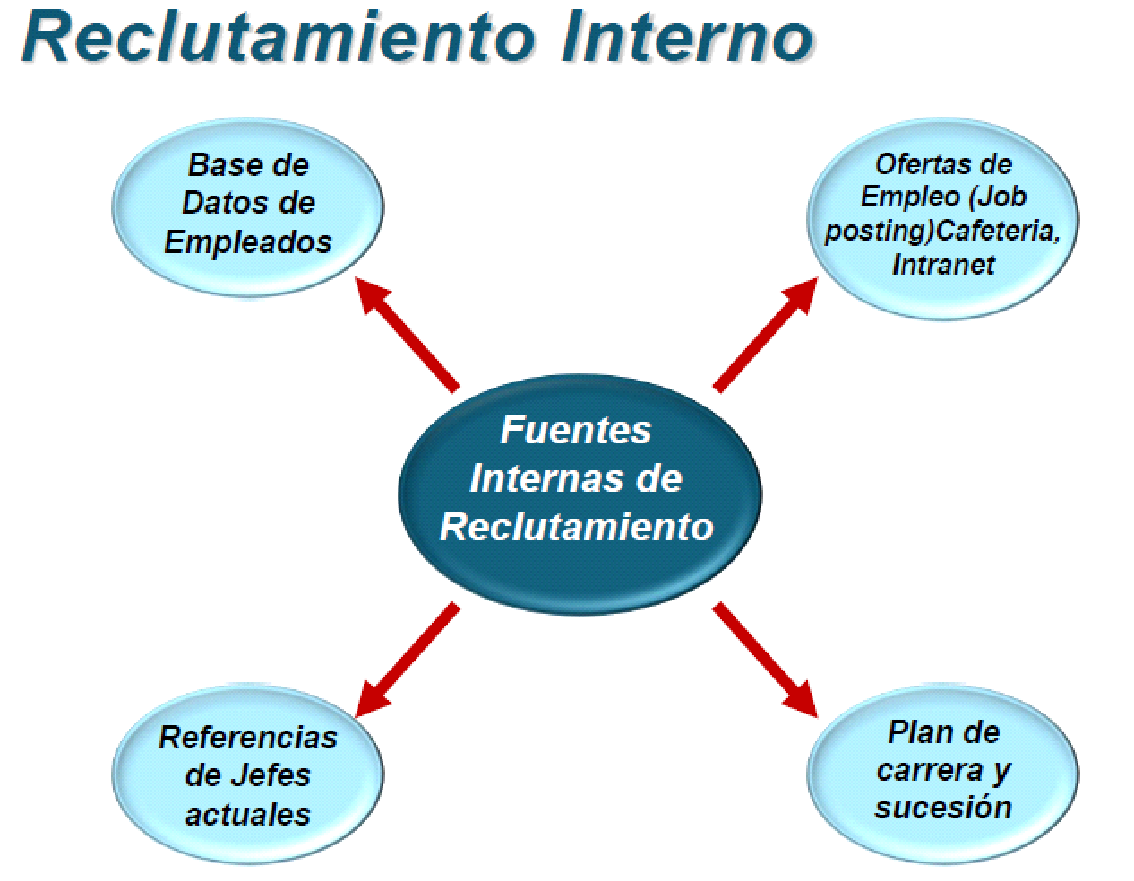 Reclutamiento Interno
Base de
Datos de
Empleados
Ofertas de
Empleo (Job
posting)Cafeteria,
Intranet
Fuentes
Internas de
Reclutamiento
Referencias
de Jefes
actuales
Plan de
carrera y
sucesión